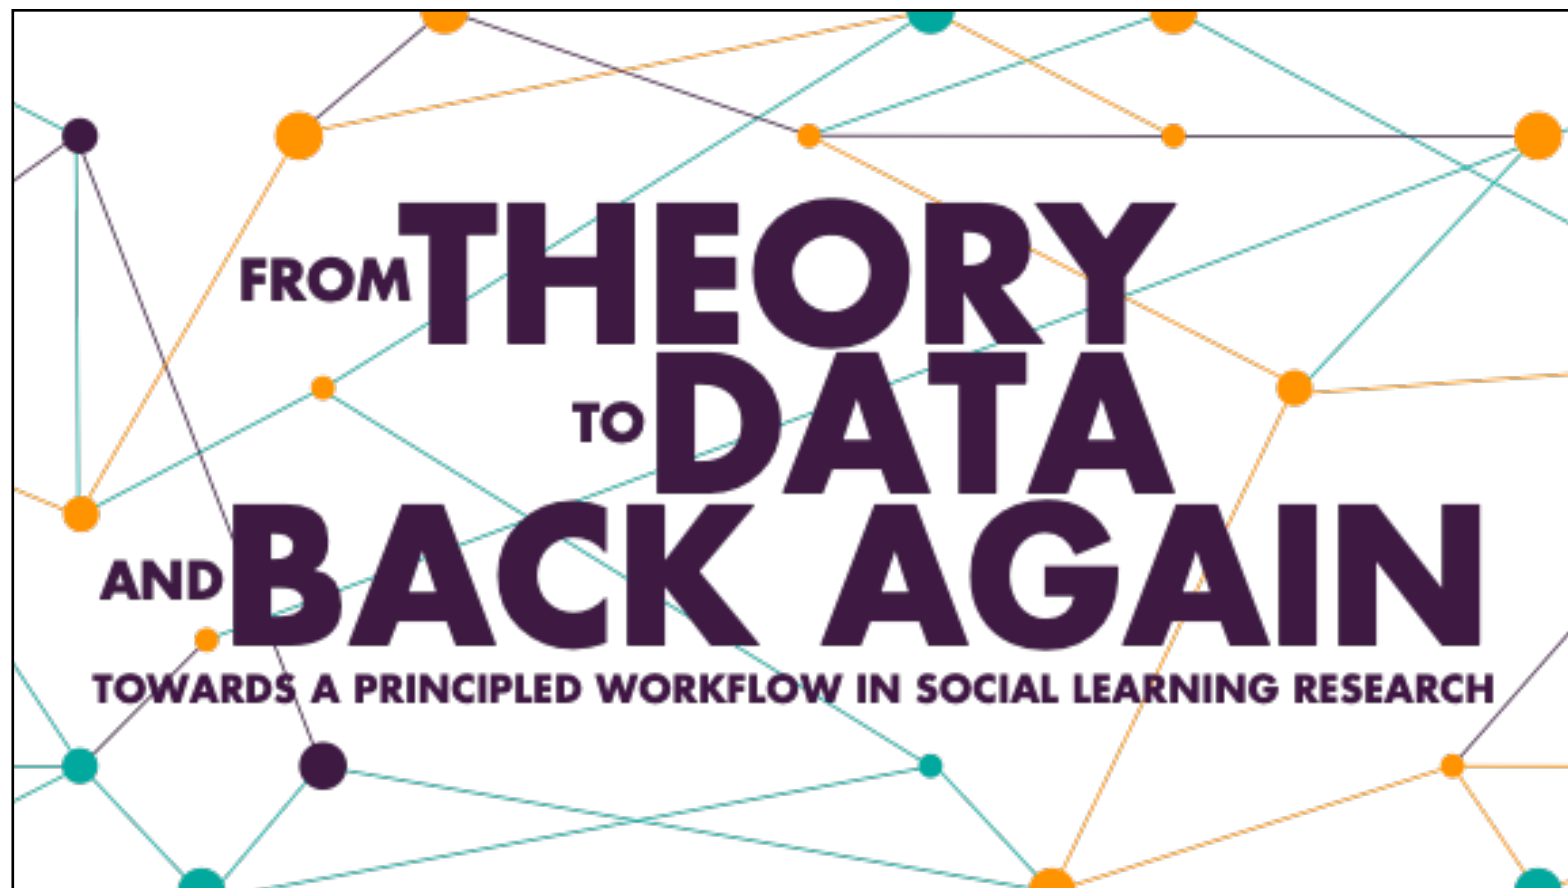 FROM THEORY
TO DATA
AND BACK AGAIN
TOWARDS A PRINCIPLED WORKFLOW IN SOCIAL LEARNING RESEARCH